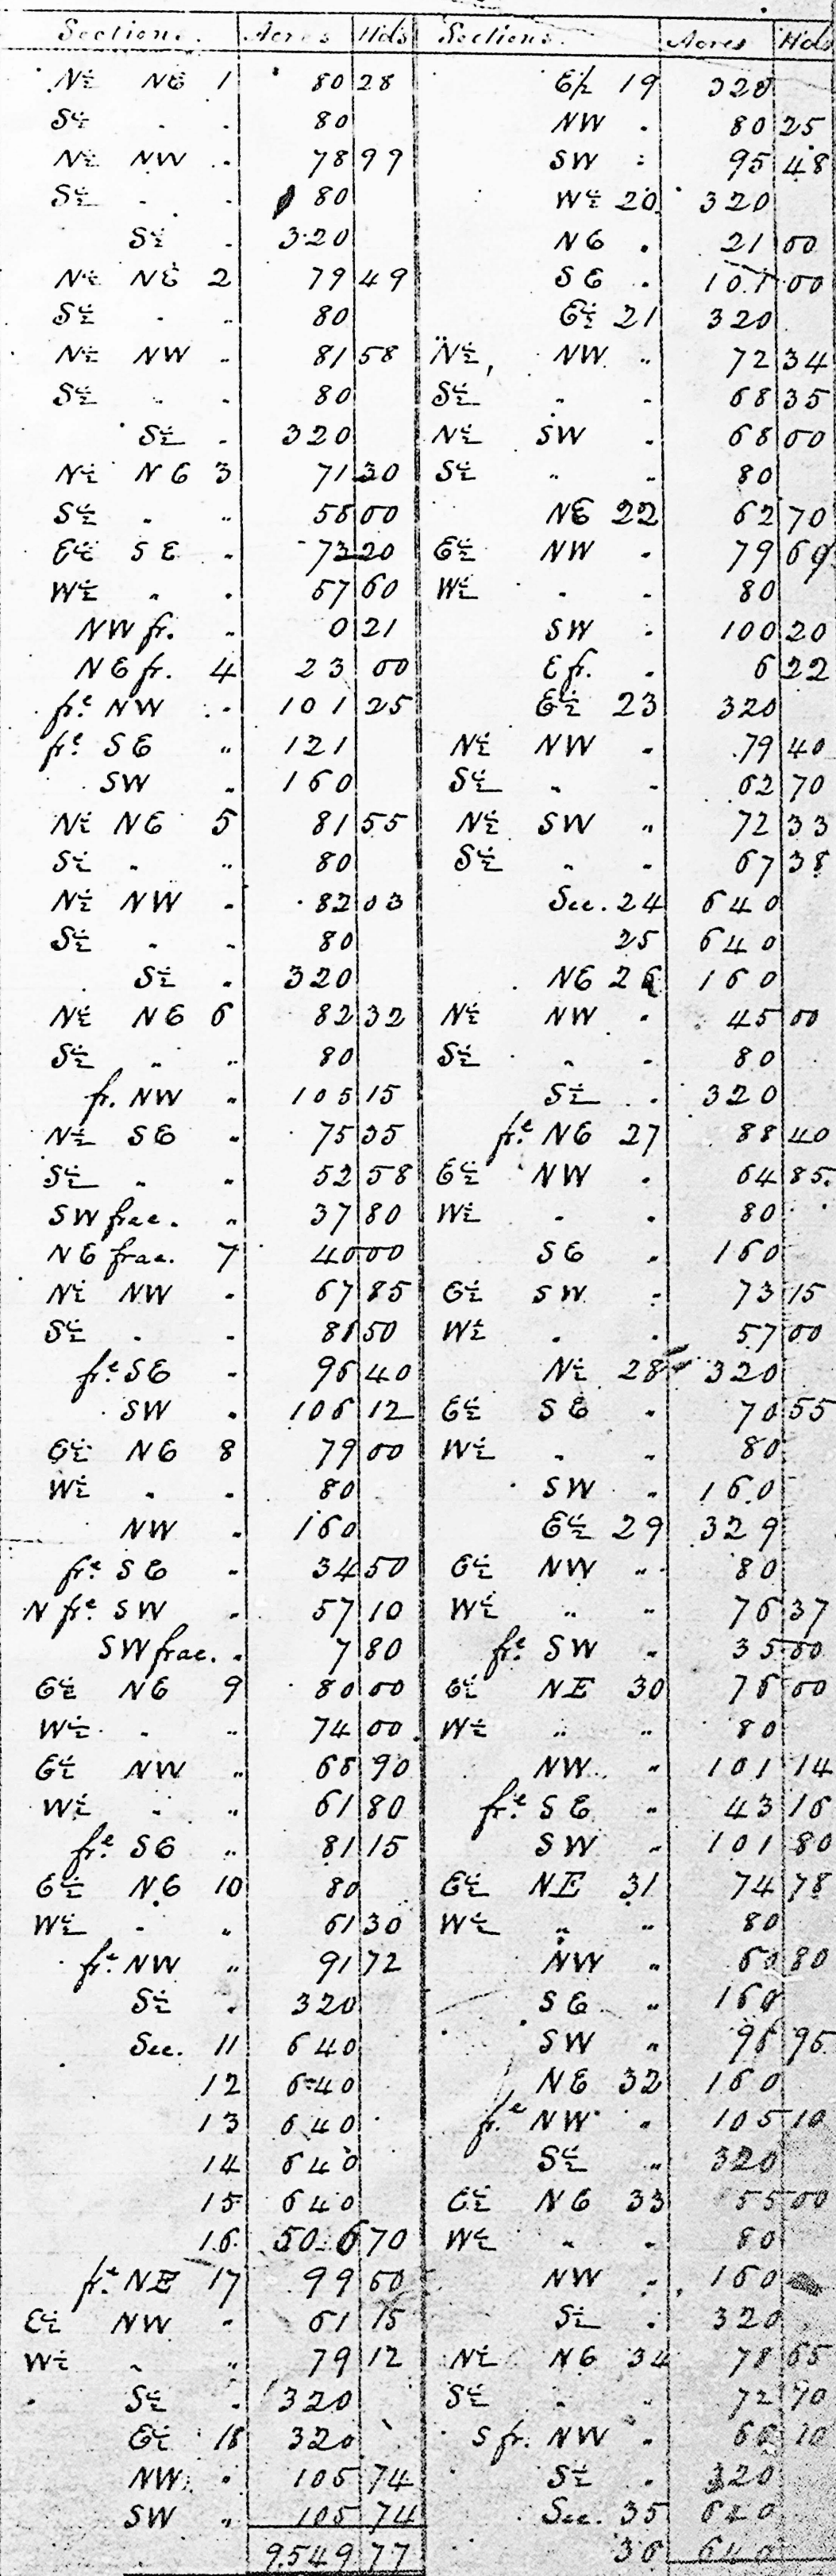 Sections. Acres Hds Sections. Acres Hds
N½ NE 1 80 28 E½ 19 320
S½ " " 80 NW " 80 25
N½ NW " 78 99 SW " 95 48
S½ " " 80 W½ 20 320
S½ " 320 NE " 21 00
N½ NE 2 79 49 SE " 101 00
S½ " " 80 E½ 21 320
N½ NW " 81 58 N½, NW " 72 34
S½ " " 80 S½ " " 68 35
S½ " 320 N½ SW " 68 00
N½ NE 3 71 30 S½ " " 80
S½ " " 58 00 NE 22 62 70
E½ SE " 73 20 E½ NW " 79 69
W½ " " 57 60 W½ " " 80
NW fr. " 0 21 SW " 100 20
NE fr. 4 23 00 E fr. " 6 22
fr.e NW " 101 25 E½ 23 320
fr.e SE " 121 N½ NW " 79 40
SW " 160 S½ " " 62 70
N½ NE 5 81 55 N½ SW " 72 33
S½ " " 80 S½ " " 67 38
N½ NW " 82 03 Sec. 24 640
S½ " " 80 25 640
S½ " 320 NE 26 160
N½ NE 6 82 32 N½ NW " 45 00
S½ " " 80 S½ " " 80
fr. NW " 105 15 S½ " 320
N½ SE " 75 35 fr.e NE 27 88 40
S½ " " 52 58 E½ NW " 64 85
SW frac. " 37 80 W½ " " 80
NE frac. 7 40 00 SE " 160
N½ NW " 67 85 E½ SW " 73 15
S½ " " 81 50 W½ " " 57 00
fr.e SE " 96 40 N½ 28 320
SW " 106 12 E½ SE " 70 55
E½ NE 8 79 00 W½ " " 80
W½ " " 80 SW " 160
NW " 160 E½ 29 329
fr.e SE " 34 50 E½ NW " 80
N fr.e SW " 57 10 W½ " " 76 37
SW frac. " 7 80 fr.e SW " 35 00
E½ NE 9 80 00 E½ NE 30 76 00
W½ " " 74 00 W½ " " 80
E½ NW " 68 90 NW " 101 14
W½ " " 61 80 fr.e SE " 43 16
fr.e SE " 81 15 SW " 101 80
E½ NE 10 80 E½ NE 31 74 78
W½ " " 61 30 W½ " " 80
fr.e NW " 91 72 NW " 60 80
S½ " 320 SE " 160
Sec. 11 640 SW " 96 96
12 640 NE 32 160
13 640 fr.e NW " 105 10
14 640 S½ " 320
15 640 E½ NE 33 55 00
16 50 6 70 W½ " " 80
fr.e NE 17 99 60 NW " 160
E½ NW " 61 15 S½ " 320
W½ " " 79 12 N½ NE 34 78 65
S½ " 320 S½ " " 72 90
E½ 18 320 S fr. NW " 66 10
NW " 105 74 S½ " 320
SW " 105 74 Sec. 35 640
9549 77 36 640